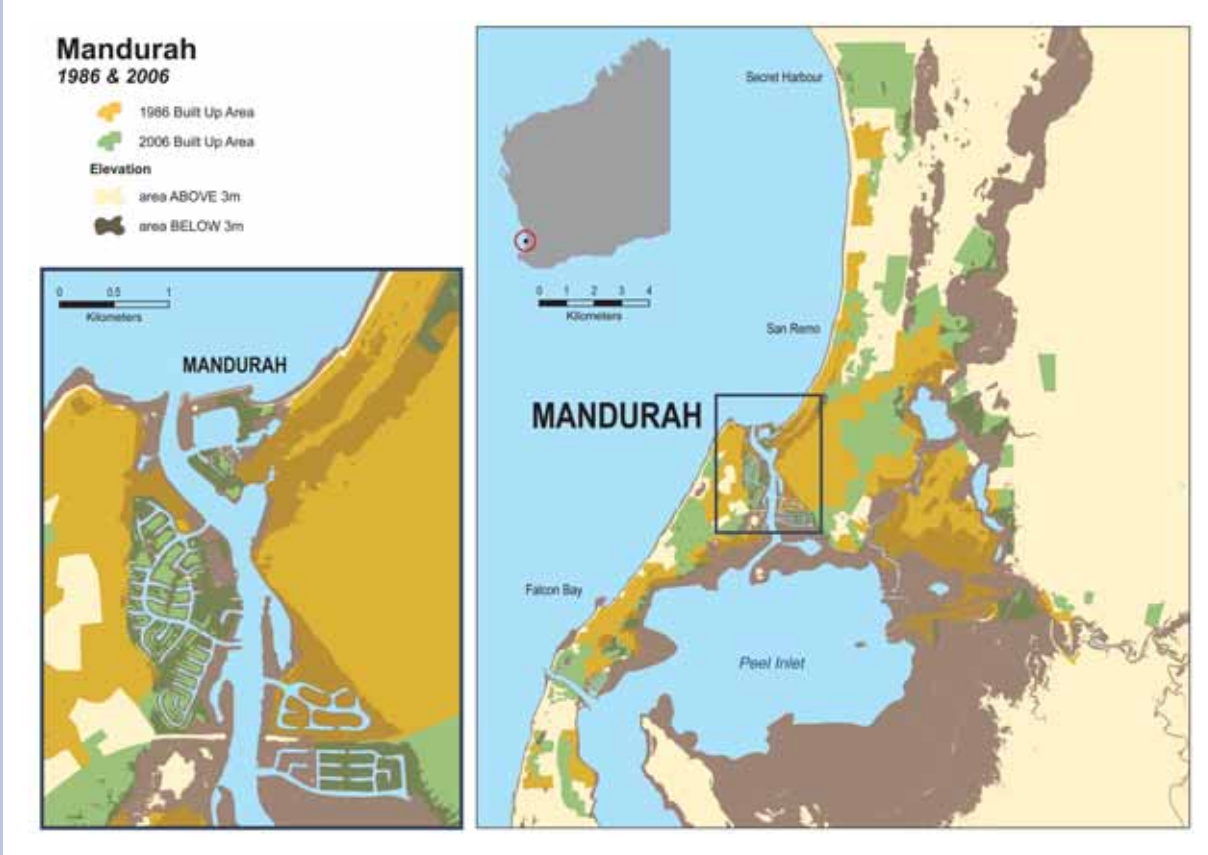 Mandurah
1986 & 2006
1986 Built Up Area
2006 Built Up Area
Elevation
area ABOVE 3m
area BELOW 3m
0 0.5 1
Kilometers
MANDURAH
Secret Harbour
0 1 2 3 4
Kilometers
San Remo
MANDURAH
Falcon Bay
Peel Inlet